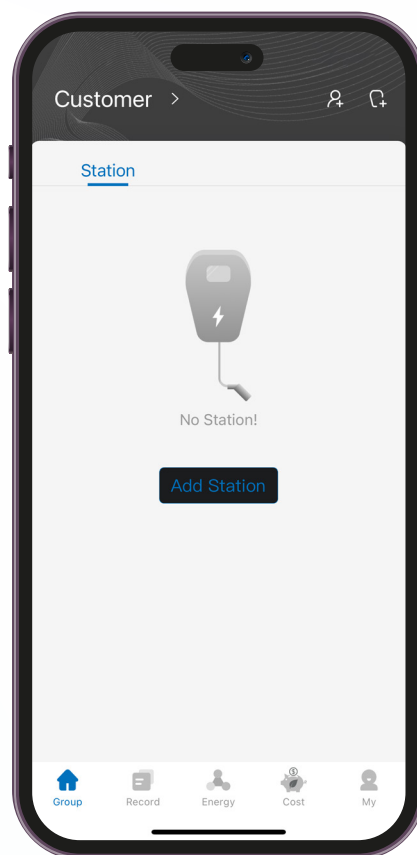 Customer >
Station
No Station!
Add Station
Group Record Energy Cost My